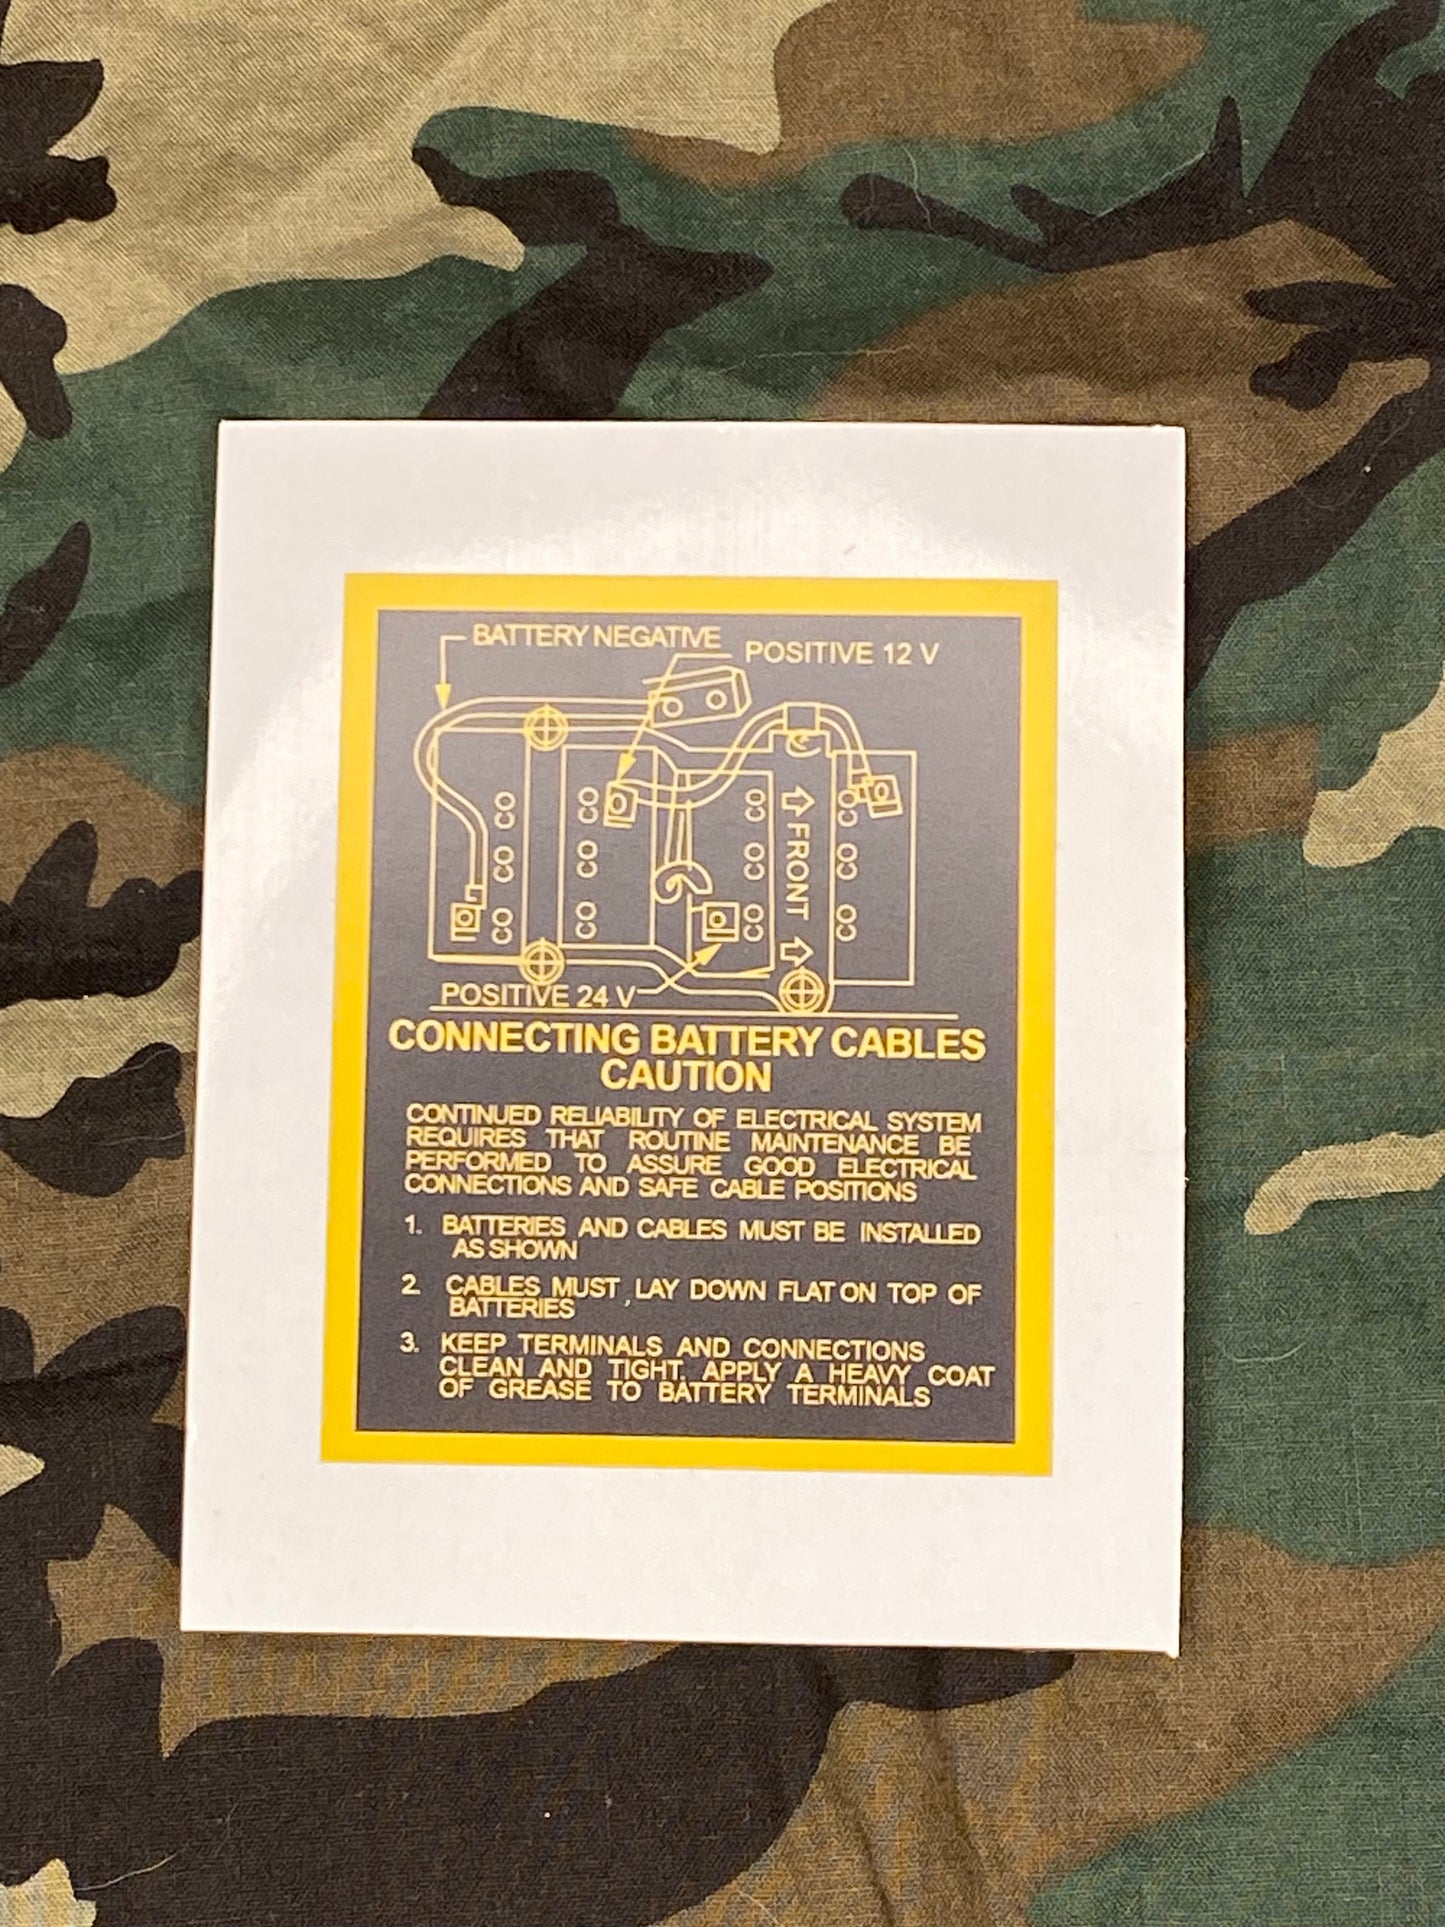 BATTERY NEGATIVE
POSITIVE 12 V
CO CO CO CO
CO CO CO CO
CO CO CO CO
FRONT
POSITIVE 24 V
CONNECTING BATTERY CABLES
CAUTION
CONTINUED RELIABILITY OF ELECTRICAL SYSTEM
REQUIRES THAT ROUTINE MAINTENANCE BE
PERFORMED TO ASSURE GOOD ELECTRICAL
CONNECTIONS AND SAFE CABLE POSITIONS
1. BATTERIES AND CABLES MUST BE INSTALLED
AS SHOWN
2. CABLES MUST , LAY DOWN FLAT ON TOP OF
BATTERIES
3. KEEP TERMINALS AND CONNECTIONS
CLEAN AND TIGHT. APPLY A HEAVY COAT
OF GREASE TO BATTERY TERMINALS